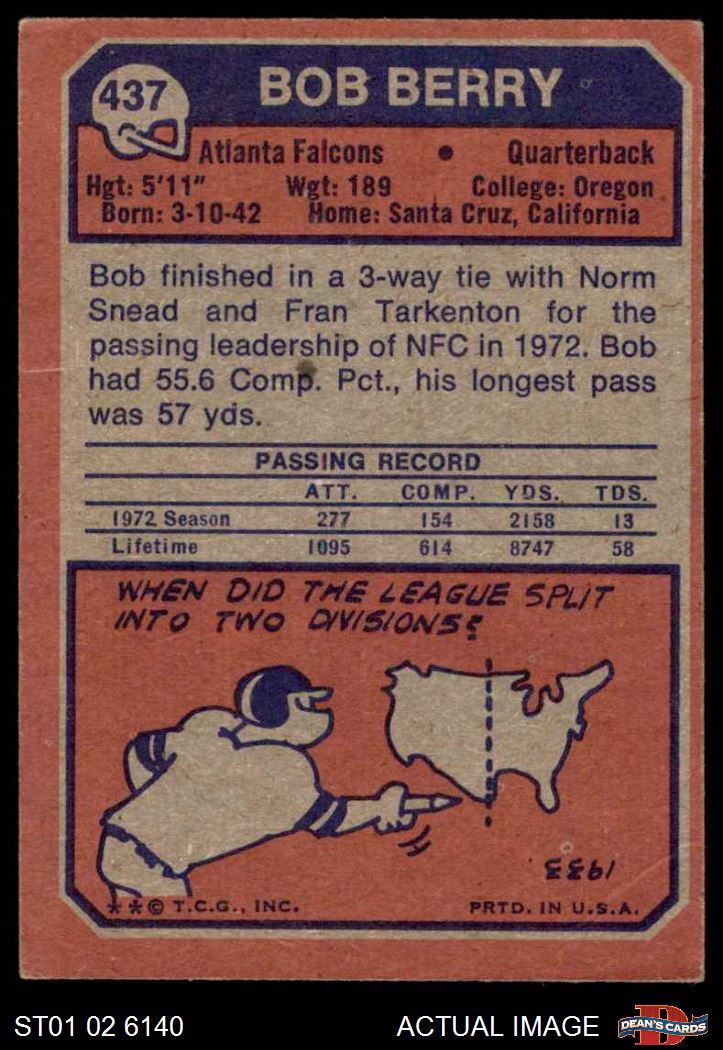 437
BOB BERRY
Atlanta Falcons • Quarterback
Hgt: 5'11" Wgt: 189 College: Oregon
Born: 3-10-42 Home: Santa Cruz, California
Bob finished in a 3-way tie with Norm
Snead and Fran Tarkenton for the
passing leadership of NFC in 1972. Bob
had 55.6 Comp. Pct., his longest pass
was 57 yds.
PASSING RECORD
ATT. COMP. YDS. TDS.
1972 Season 277 154 2158 13
Lifetime 1095 614 8747 58
WHEN DID THE LEAGUE SPLIT
INTO TWO DIVISIONS?
1933
* * © T.C.G., INC. PRTD. IN U.S.A.
ST01 02 6140 ACTUAL IMAGE
D
DEAN'S CARDS